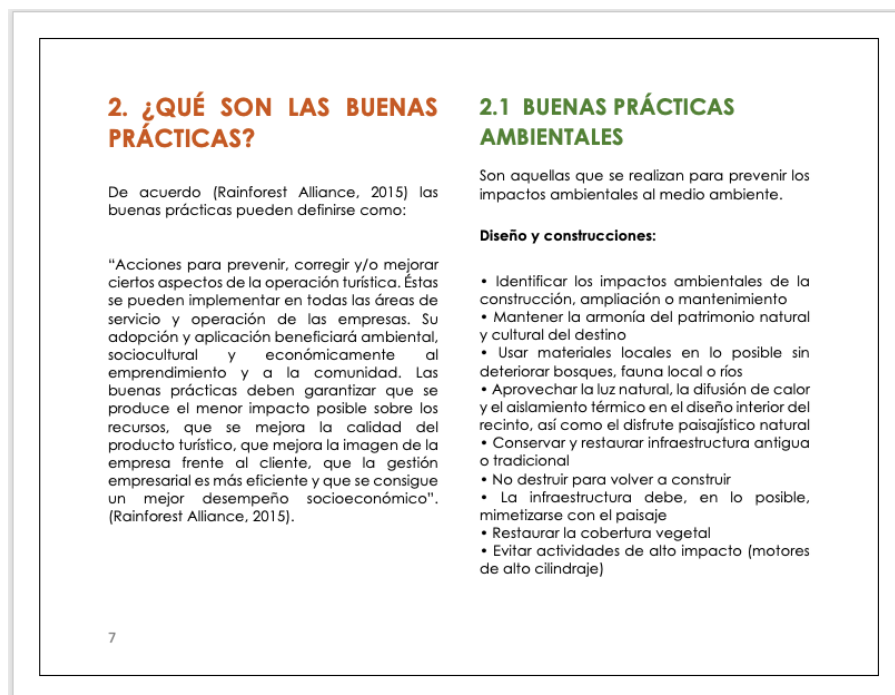 2. ¿QUÉ SON LAS BUENAS
PRÁCTICAS?
De acuerdo (Rainforest Alliance, 2015) las
buenas prácticas pueden definirse como:
“Acciones para prevenir, corregir y/o mejorar
ciertos aspectos de la operación turística. Éstas
se pueden implementar en todas las áreas de
servicio y operación de las empresas. Su
adopción y aplicación beneficiará ambiental,
sociocultural y económicamente al
emprendimiento y a la comunidad. Las
buenas prácticas deben garantizar que se
produce el menor impacto posible sobre los
recursos, que se mejora la calidad del
producto turístico, que mejora la imagen de la
empresa frente al cliente, que la gestión
empresarial es más eficiente y que se consigue
un mejor desempeño socioeconómico”.
(Rainforest Alliance, 2015).
7
2.1 BUENAS PRÁCTICAS
AMBIENTALES
Son aquellas que se realizan para prevenir los
impactos ambientales al medio ambiente.
Diseño y construcciones:
• Identificar los impactos ambientales de la
construcción, ampliación o mantenimiento
• Mantener la armonía del patrimonio natural
y cultural del destino
• Usar materiales locales en lo posible sin
deteriorar bosques, fauna local o ríos
• Aprovechar la luz natural, la difusión de calor
y el aislamiento térmico en el diseño interior del
recinto, así como el disfrute paisajístico natural
• Conservar y restaurar infraestructura antigua
o tradicional
• No destruir para volver a construir
• La infraestructura debe, en lo posible,
mimetizarse con el paisaje
• Restaurar la cobertura vegetal
• Evitar actividades de alto impacto (motores
de alto cilindraje)